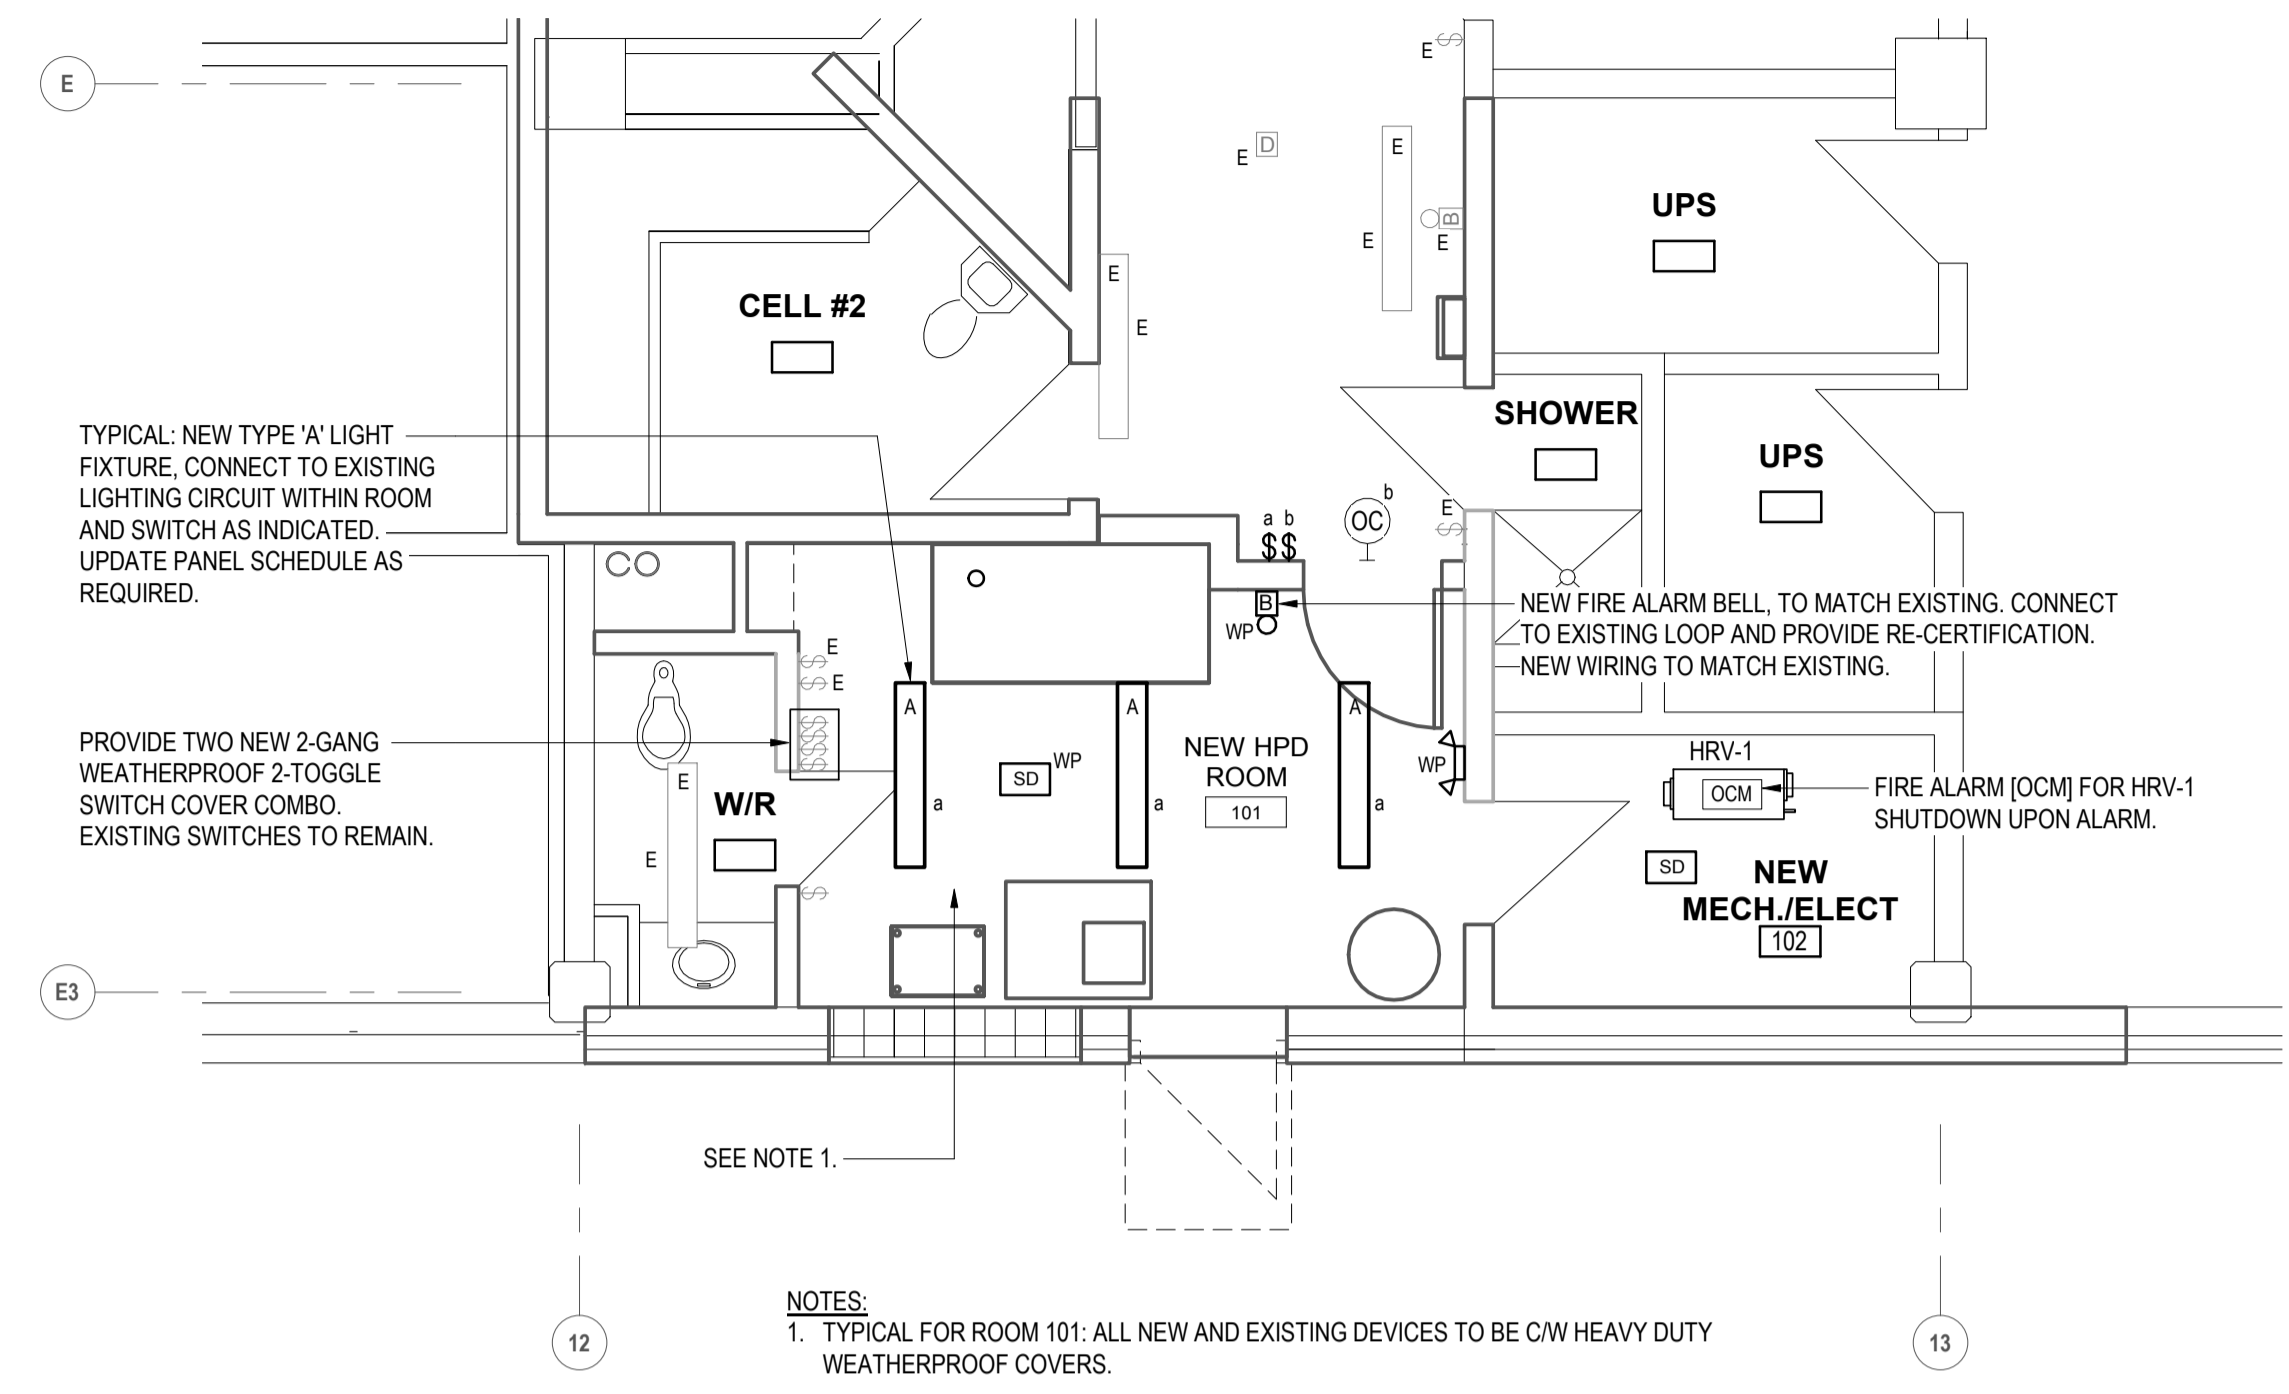 E
E $
E D
E
UPS
B
E
E
E
E
CELL #2
TYPICAL: NEW TYPE 'A' LIGHT
FIXTURE, CONNECT TO EXISTING
LIGHTING CIRCUIT WITHIN ROOM
AND SWITCH AS INDICATED.
UPDATE PANEL SCHEDULE AS
REQUIRED.
SHOWER
UPS
a b
$ $
b
OC
E
$
B
WP
NEW FIRE ALARM BELL, TO MATCH EXISTING. CONNECT
TO EXISTING LOOP AND PROVIDE RE-CERTIFICATION.
NEW WIRING TO MATCH EXISTING.
$ E
$ E
$
$
$
$
A
A
A
PROVIDE TWO NEW 2-GANG
WEATHERPROOF 2-TOGGLE
SWITCH COVER COMBO.
EXISTING SWITCHES TO REMAIN.
E
E
W/R
a
SD WP
a
NEW HPD
ROOM
101
a
WP
HRV-1
OCM
FIRE ALARM [OCM] FOR HRV-1
SHUTDOWN UPON ALARM.
SD
NEW
MECH./ELECT
102
$
E3
SEE NOTE 1.
NOTES:
1. TYPICAL FOR ROOM 101: ALL NEW AND EXISTING DEVICES TO BE C/W HEAVY DUTY
WEATHERPROOF COVERS.
12
13